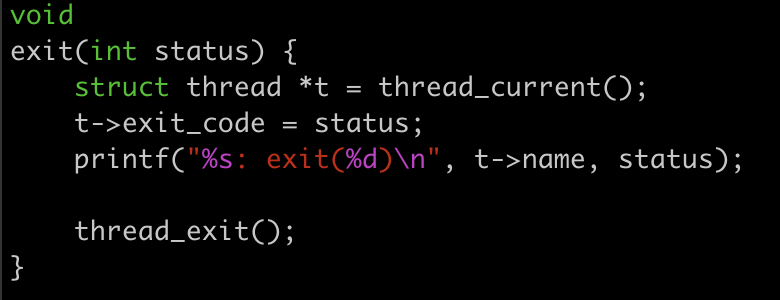 void
exit(int status) {
    struct thread *t = thread_current();
    t->exit_code = status;
    printf("%s: exit(%d)\n", t->name, status);

    thread_exit();
}